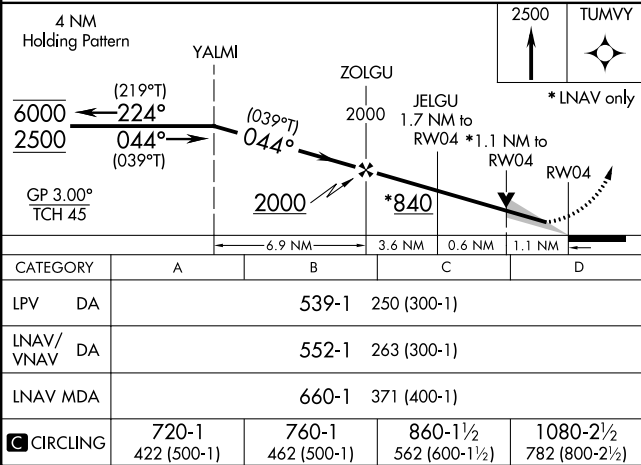 4 NM
Holding Pattern
YALMI
ZOLGU
2500
TUMVY
* LNAV only
6000
(219°T)
224°
2500
044°
(039°T)
(039°T)
044°
2000
JELGU
1.7 NM to
RW04
*1.1 NM to
RW04
RW04
GP 3.00°
TCH 45
2000
*840
6.9 NM
3.6 NM
0.6 NM
1.1 NM
CATEGORY A B C D
LPV DA 539-1 250 (300-1)
LNAV/
VNAV DA 552-1 263 (300-1)
LNAV MDA 660-1 371 (400-1)
C CIRCLING 720-1 760-1 860-1½ 1080-2½
422 (500-1) 462 (500-1) 562 (600-1½) 782 (800-2½)